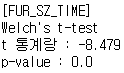 [FUR_SZ_TIME]
Welch's t-test
t 통계량 : -8.479
p-value : 0.0